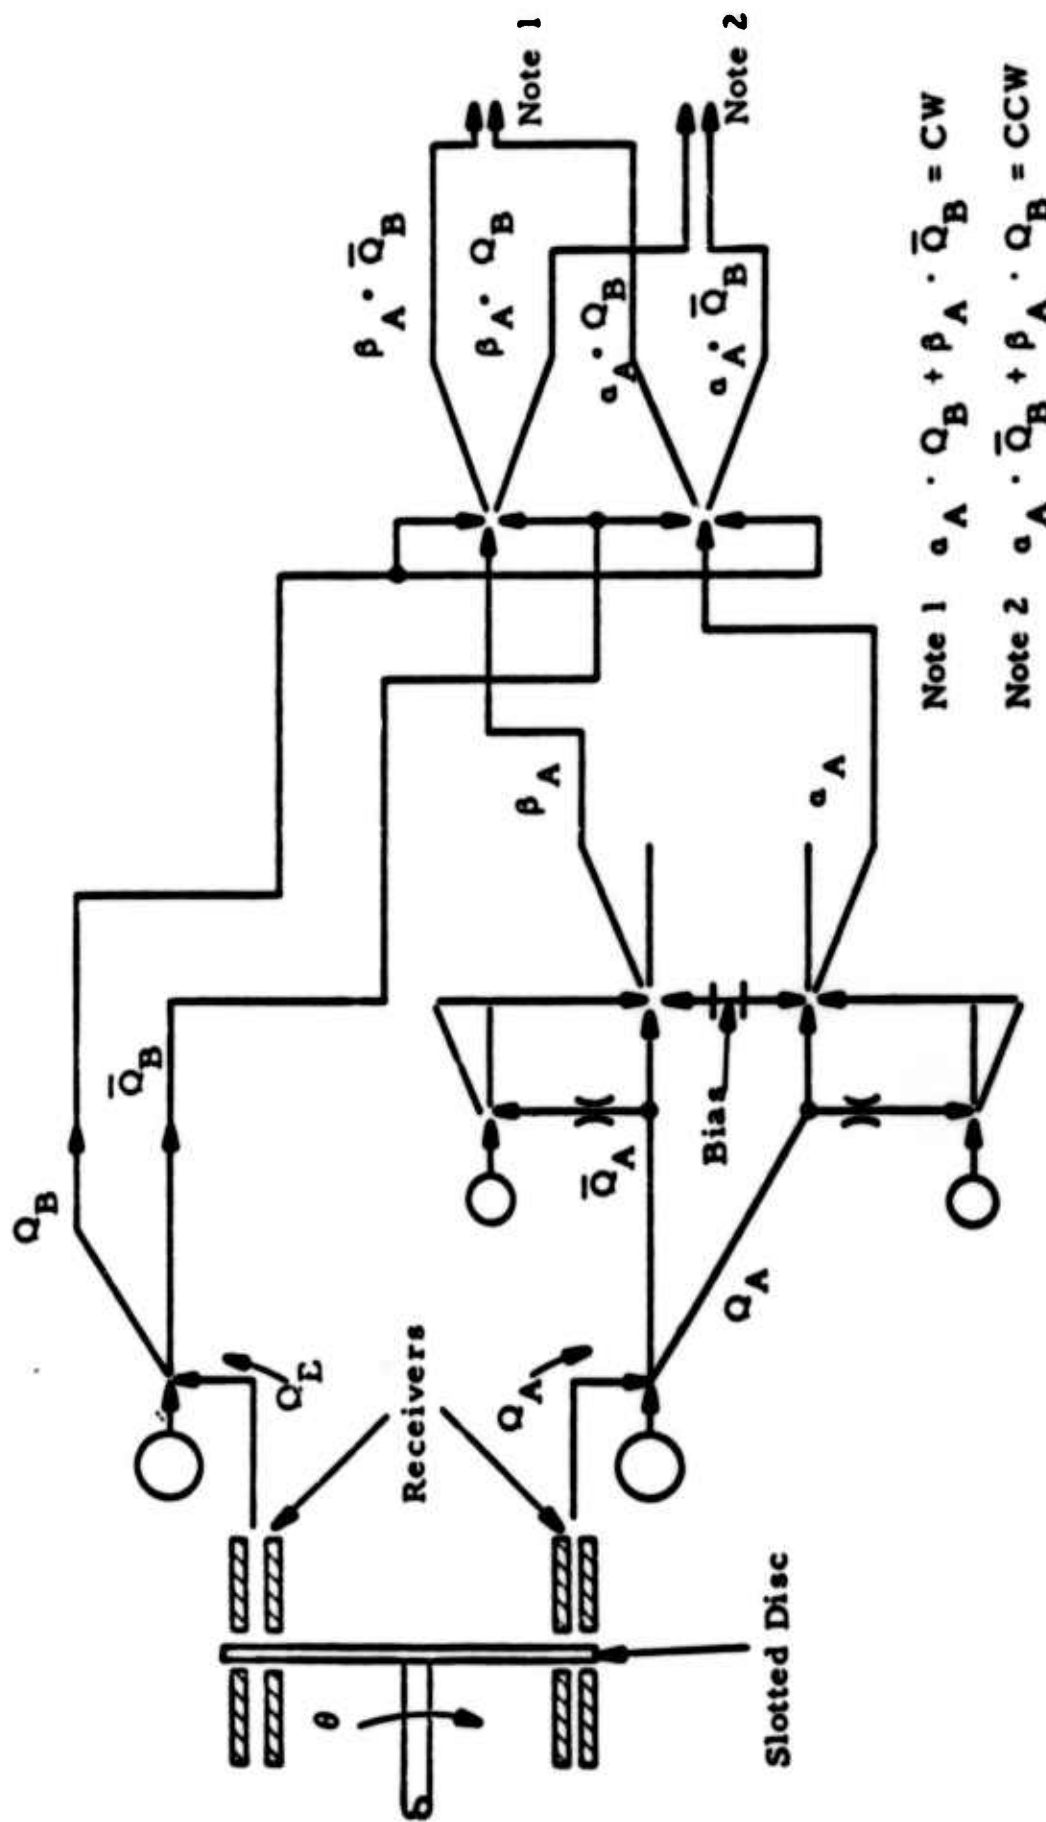 Q_B
Q̄_B
Q_E
Receivers
Q_A
θ
Slotted Disc
Q̄_A
Q_A
Bias
β_A
α_A
β_A · Q̄_B
β_A · Q_B
α_A · Q_B
α_A · Q̄_B
Note 1
Note 2
Note 1 α_A · Q_B + β_A · Q̄_B = CW
Note 2 α_A · Q̄_B + β_A · Q_B = CCW